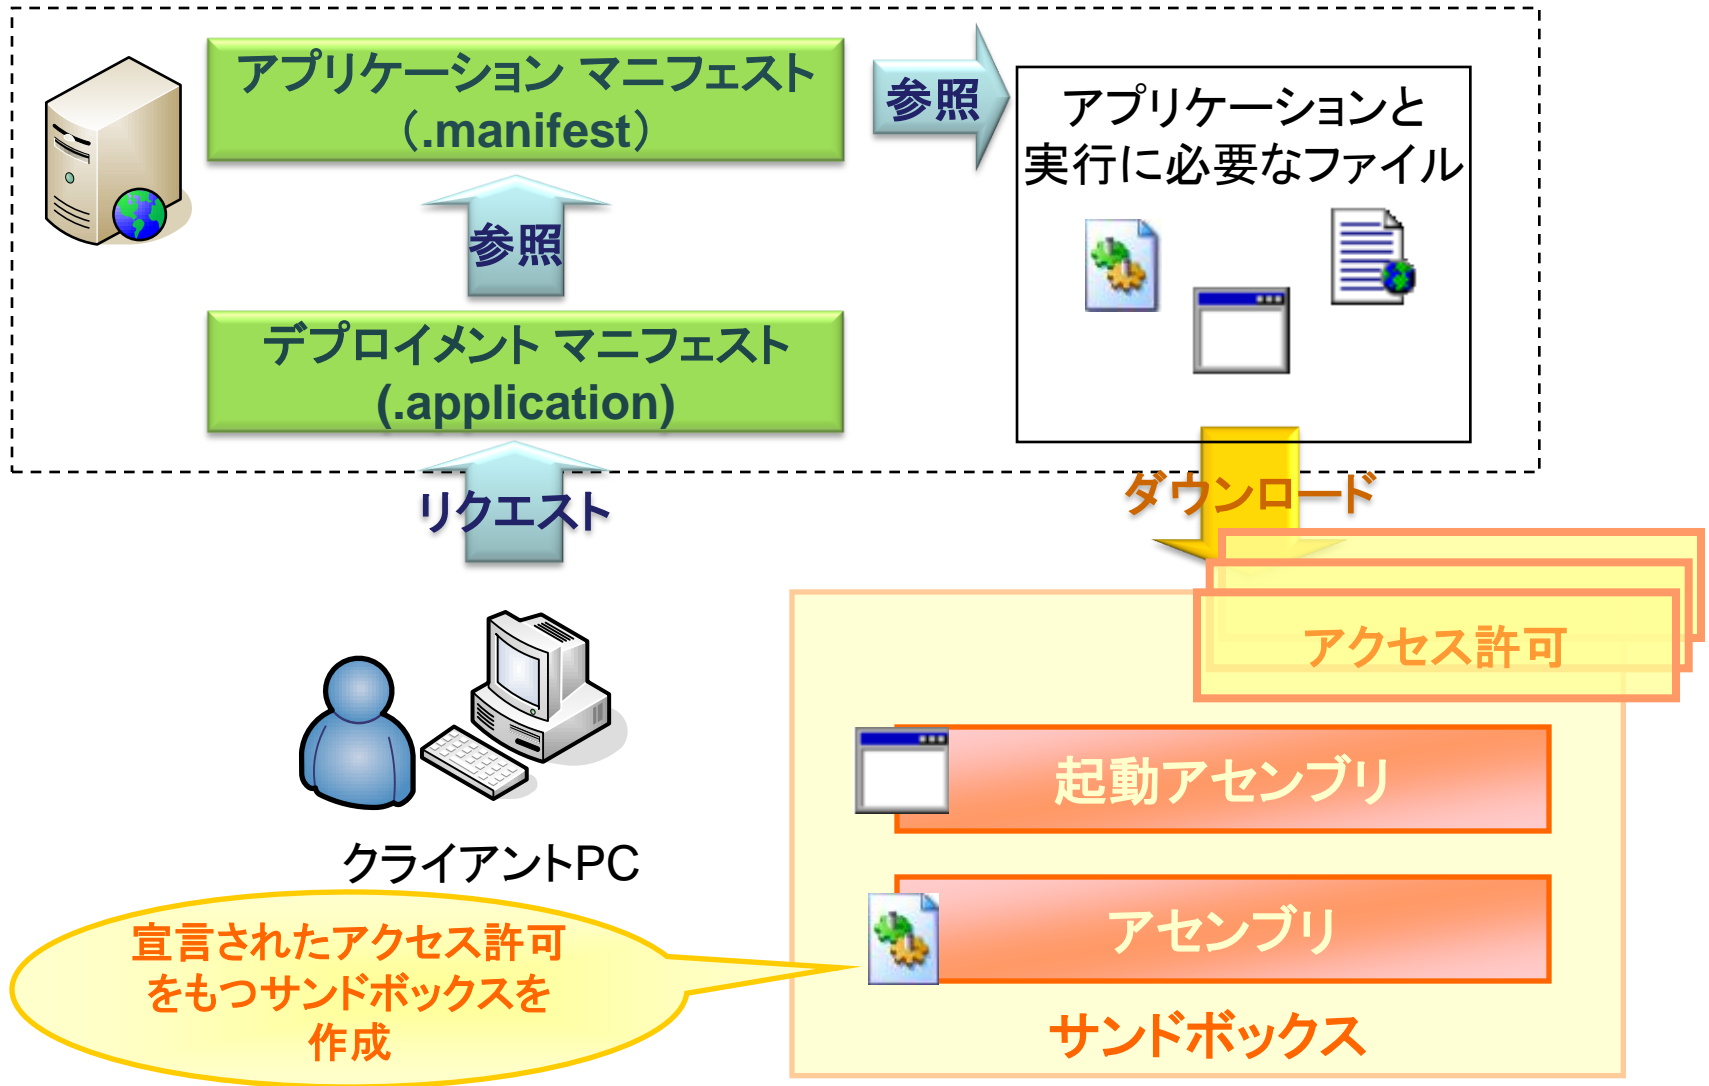 アプリケーション マニフェスト
（.manifest）
参照
アプリケーションと
実行に必要なファイル
参照
デプロイメント マニフェスト
(.application)
リクエスト
ダウンロード
アクセス許可
起動アセンブリ
クライアントPC
アセンブリ
宣言されたアクセス許可
をもつサンドボックスを
作成
サンドボックス